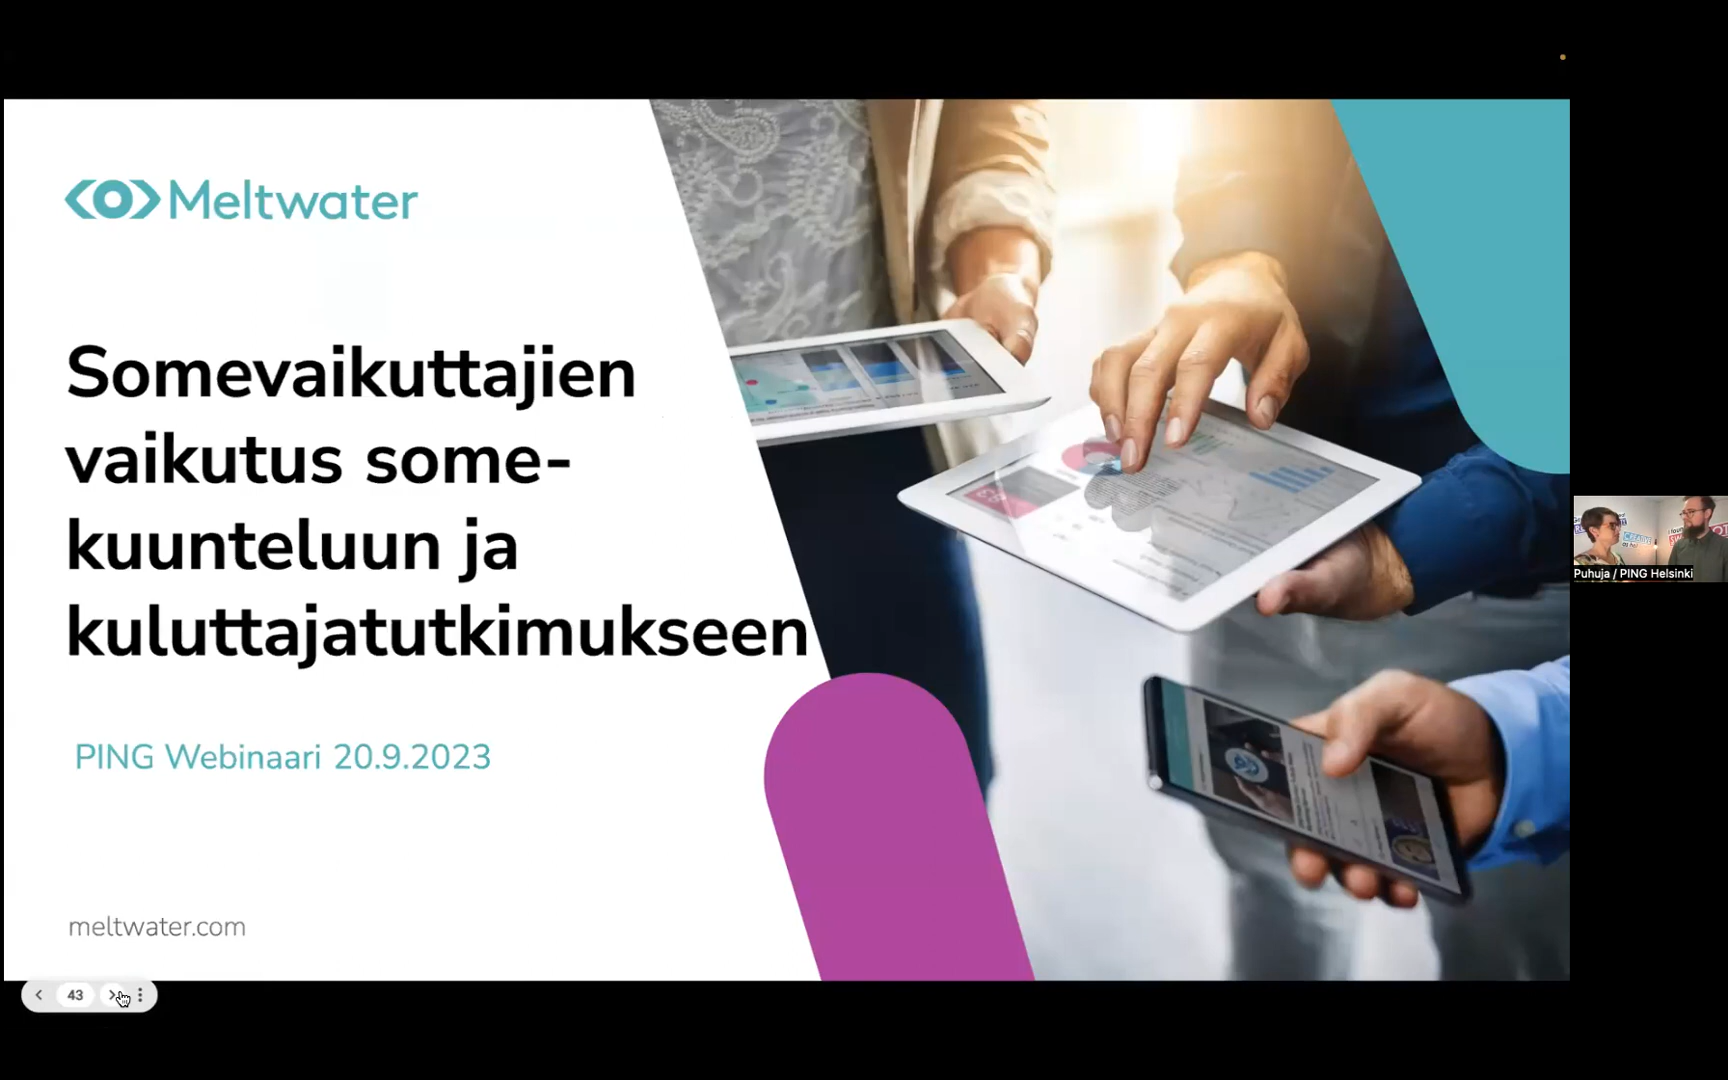 Meltwater
Somevaikuttajien
vaikutus some-
kuunteluun ja
kuluttajatutkimukseen
PING Webinaari 20.9.2023
meltwater.com
43
Puhuja / PING Helsinki